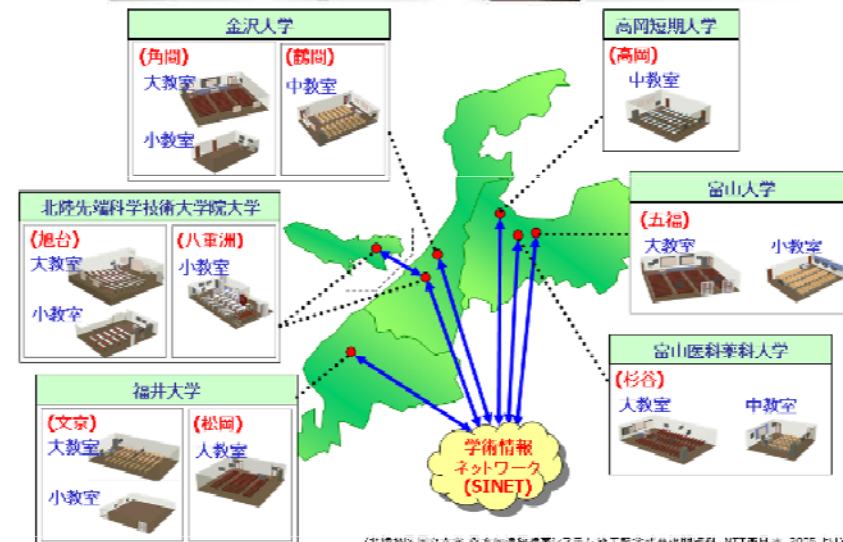 金沢大学
(角間)
大教室
小教室
(鶴間)
中教室
高岡短期大学
(高岡)
中教室
北陸先端科学技術大学院大学
(旭台)
大教室
小教室
(八重洲)
小教室
富山大学
(五福)
大教室
小教室
富山医科薬科大学
(杉谷)
大教室
中教室
福井大学
(文京)
大教室
小教室
(松岡)
大教室
学術情報
ネットワーク
(SINET)